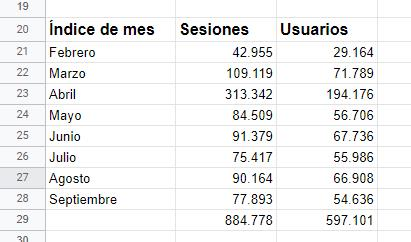 19
20 Índice de mes Sesiones Usuarios
21 Febrero 42.955 29.164
22 Marzo 109.119 71.789
23 Abril 313.342 194.176
24 Mayo 84.509 56.706
25 Junio 91.379 67.736
26 Julio 75.417 55.986
27 Agosto 90.164 66.908
28 Septiembre 77.893 54.636
29 884.778 597.101
30